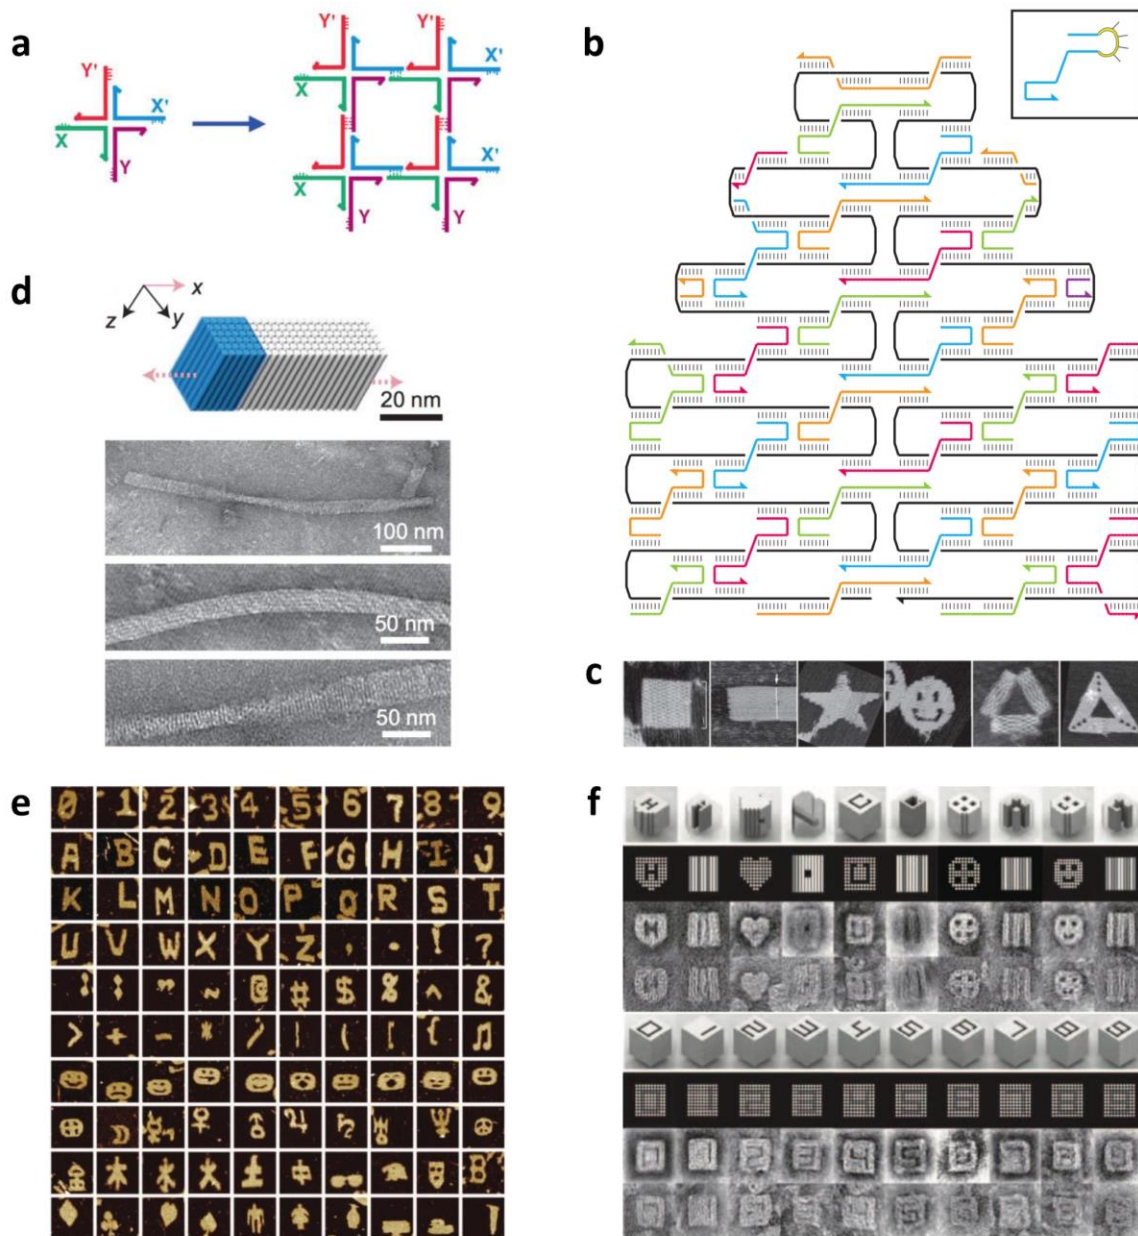 a
Y'
X'
X
Y
Y'
Y'
X'
X
X'
X
Y
Y
b
d
x
z
y
20 nm
100 nm
50 nm
50 nm
c
e
0 1 2 3 4 5 6 7 8 9
A B C D E F G H I J
K L M N O P Q R S T
U V W X Y Z , . ! ?
@ # $ % ^ &
> + - * / | ( [ { ♫
f